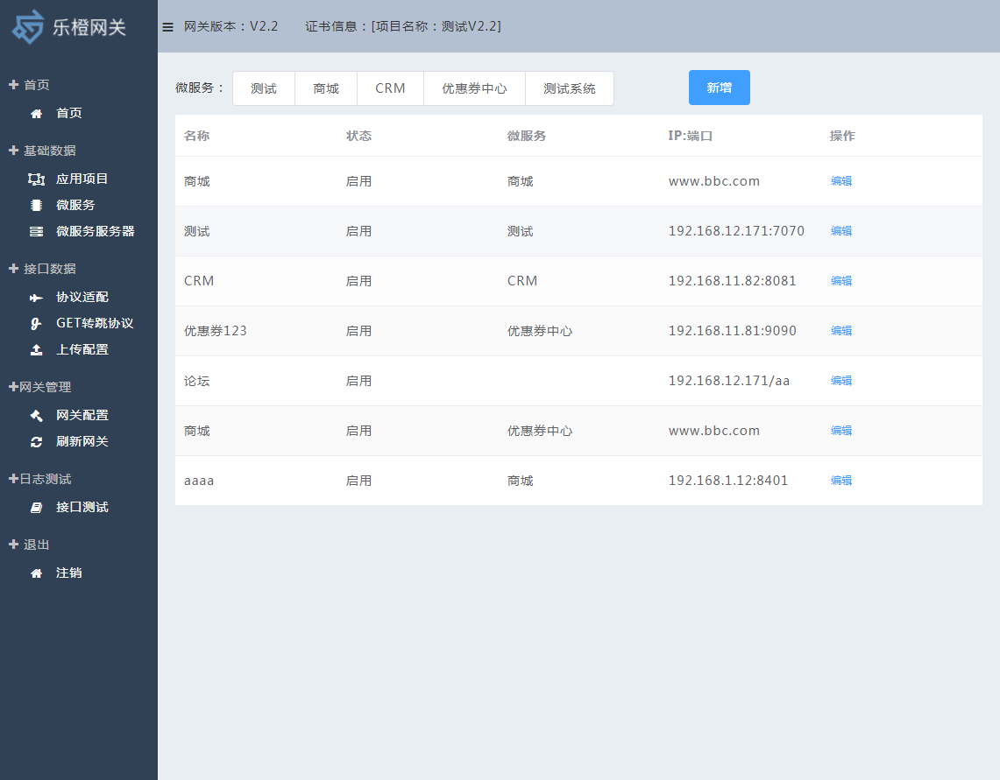 乐橙网关
首页
首页
基础数据
应用项目
微服务
微服务服务器
接口数据
协议适配
GET转跳协议
上传配置
网关管理
网关配置
刷新网关
日志测试
接口测试
退出
注销
网关版本：V2.2 证书信息：[项目名称：测试V2.2]
微服务： 测试 商城 CRM 优惠券中心 测试系统 新增
名称 状态 微服务 IP:端口 操作
商城 启用 商城 www.bbc.com 编辑
测试 启用 测试 192.168.12.171:7070 编辑
CRM 启用 CRM 192.168.11.82:8081 编辑
优惠券123 启用 优惠券中心 192.168.11.81:9090 编辑
论坛 启用 192.168.12.171/aa 编辑
商城 启用 优惠券中心 www.bbc.com 编辑
aaaa 启用 商城 192.168.1.12:8401 编辑